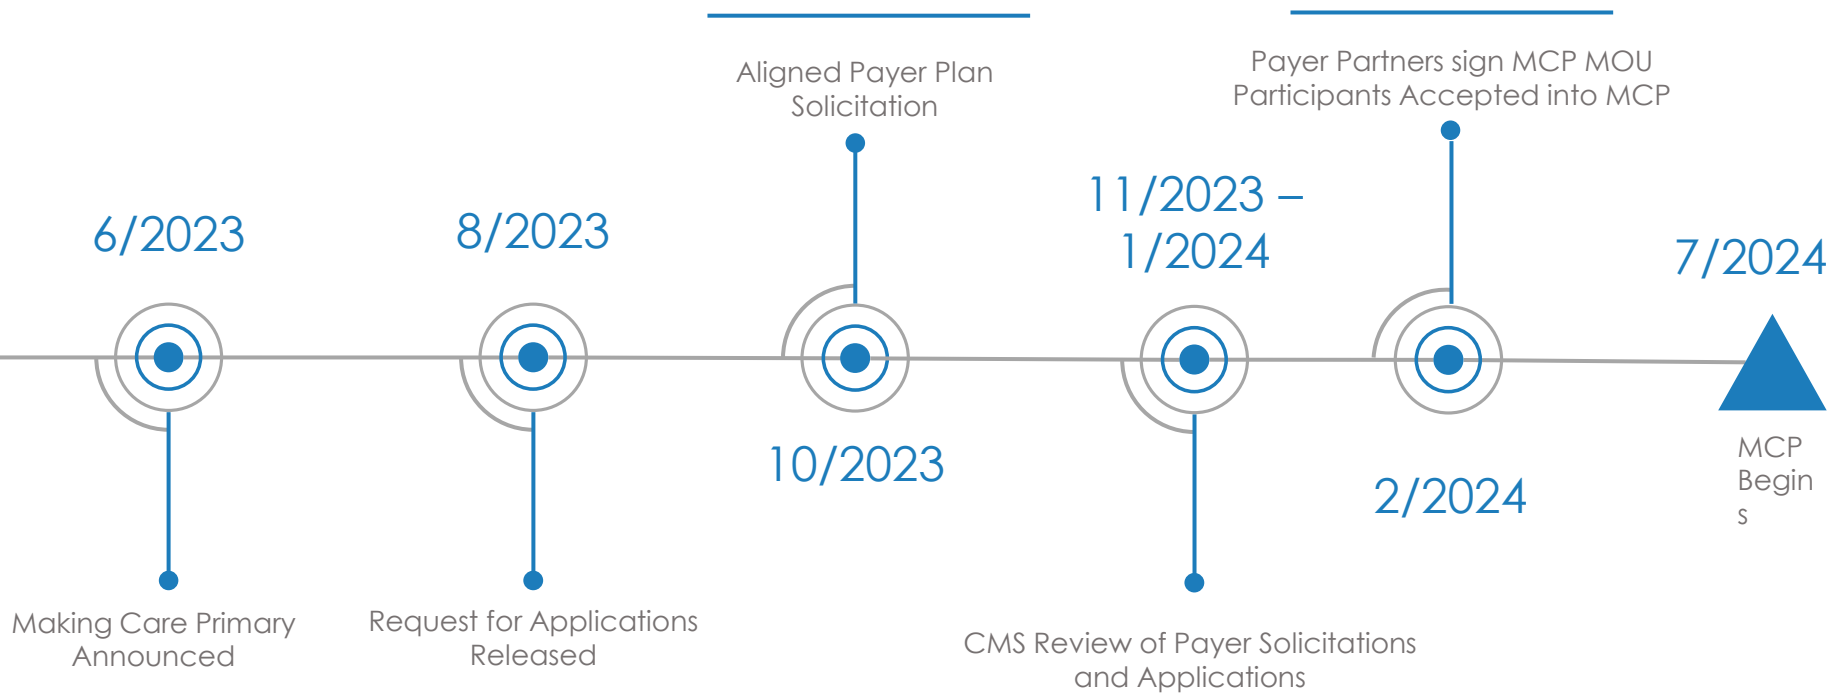 6/2023
Making Care Primary
Announced
8/2023
Request for Applications
Released
Aligned Payer Plan
Solicitation
10/2023
11/2023 –
1/2024
CMS Review of Payer Solicitations
and Applications
Payer Partners sign MCP MOU
Participants Accepted into MCP
2/2024
7/2024
MCP
Begin
s